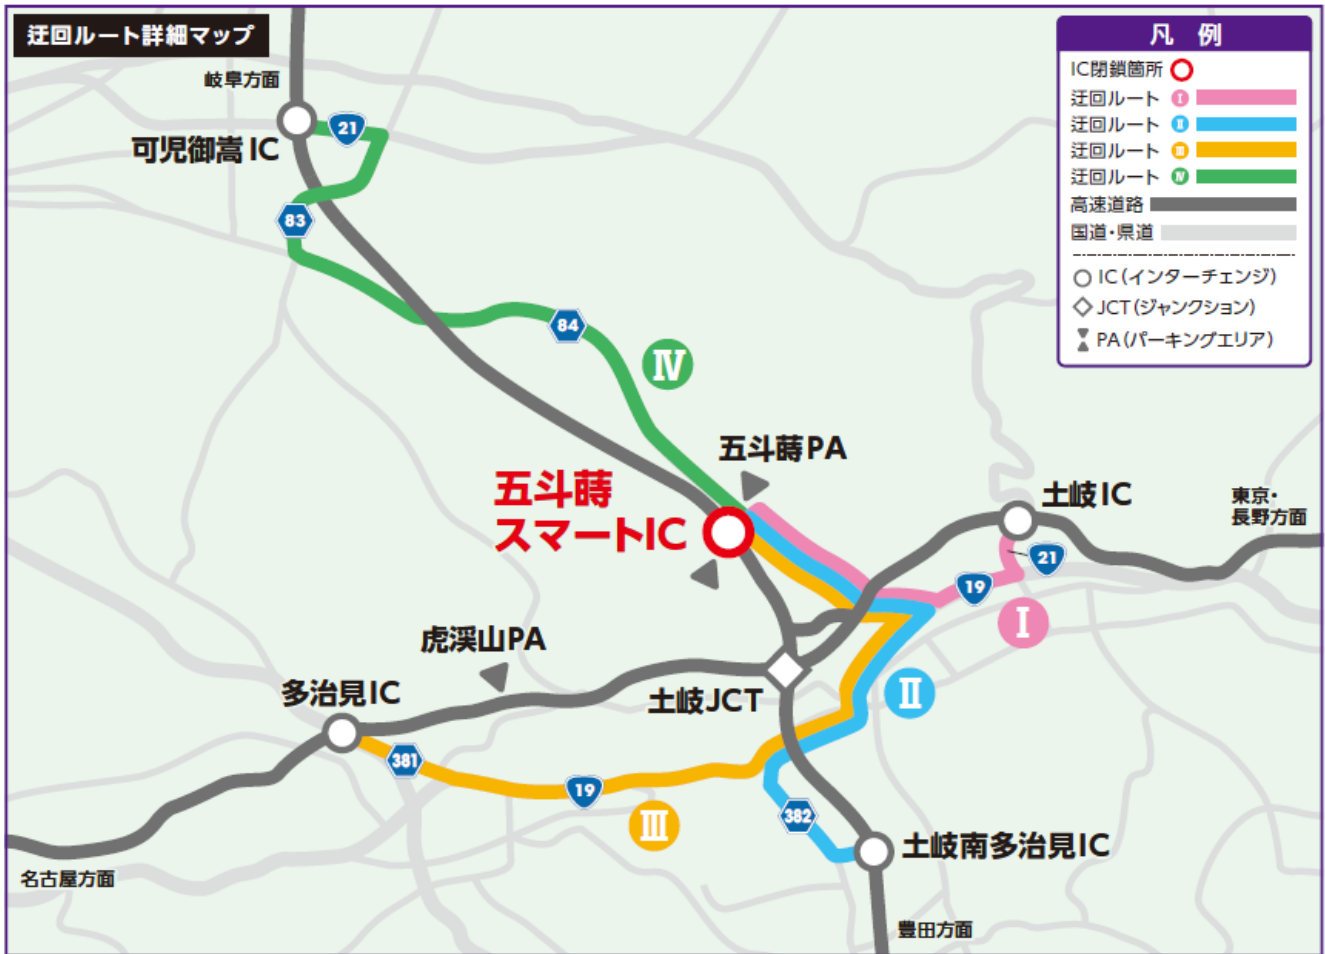 迂回ルート詳細マップ
凡 例
IC閉鎖箇所
迂回ルート Ⅰ
迂回ルート Ⅱ
迂回ルート Ⅲ
迂回ルート Ⅳ
高速道路
国道・県道
IC(インターチェンジ)
JCT(ジャンクション)
PA(パーキングエリア)
岐阜方面
21
可児御嵩IC
83
84
Ⅳ
五斗蒔PA
五斗蒔
スマートIC
土岐IC
東京・
長野方面
21
19
Ⅰ
虎渓山PA
多治見IC
土岐JCT
Ⅱ
381
19
Ⅲ
382
土岐南多治見IC
名古屋方面
豊田方面